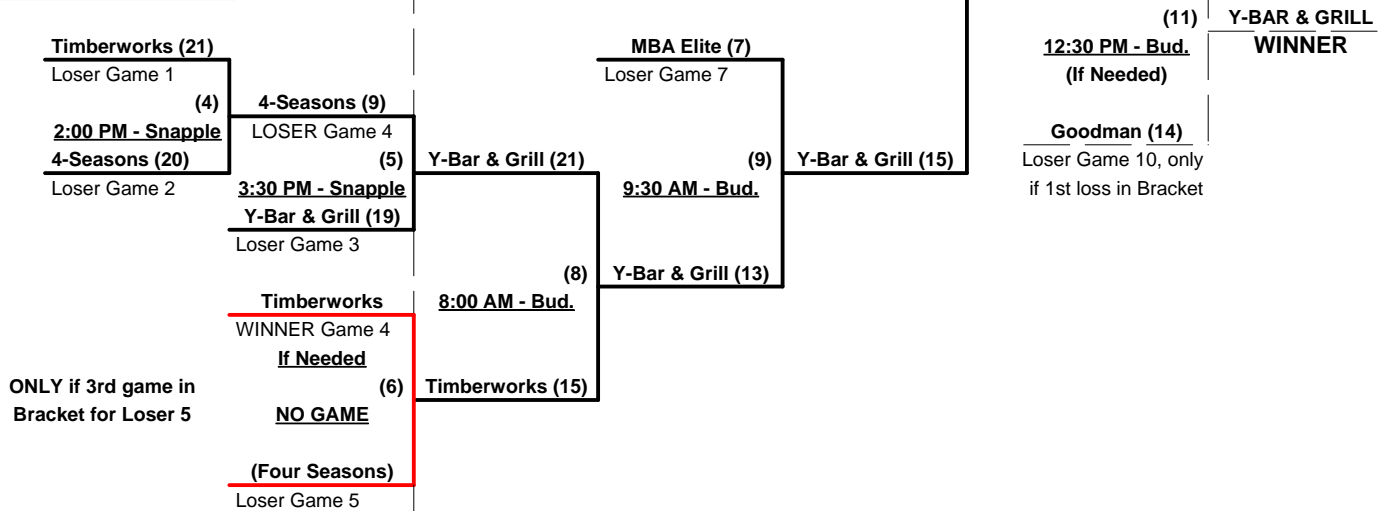 (11) Y-BAR & GRILL
Timberworks (21) MBA Elite (7) 12:30 PM - Bud. WINNER
Loser Game 1 Loser Game 7 (If Needed)
(4) 4-Seasons (9)
2:00 PM - Snapple LOSER Game 4 Goodman (14)
4-Seasons (20) (5) Y-Bar & Grill (21) (9) Y-Bar & Grill (15) Loser Game 10, only
Loser Game 2 3:30 PM - Snapple 9:30 AM - Bud. if 1st loss in Bracket
Y-Bar & Grill (19)
Loser Game 3
(8) Y-Bar & Grill (13)
Timberworks 8:00 AM - Bud.
WINNER Game 4
If Needed
ONLY if 3rd game in (6) Timberworks (15)
Bracket for Loser 5 NO GAME
(Four Seasons)
Loser Game 5